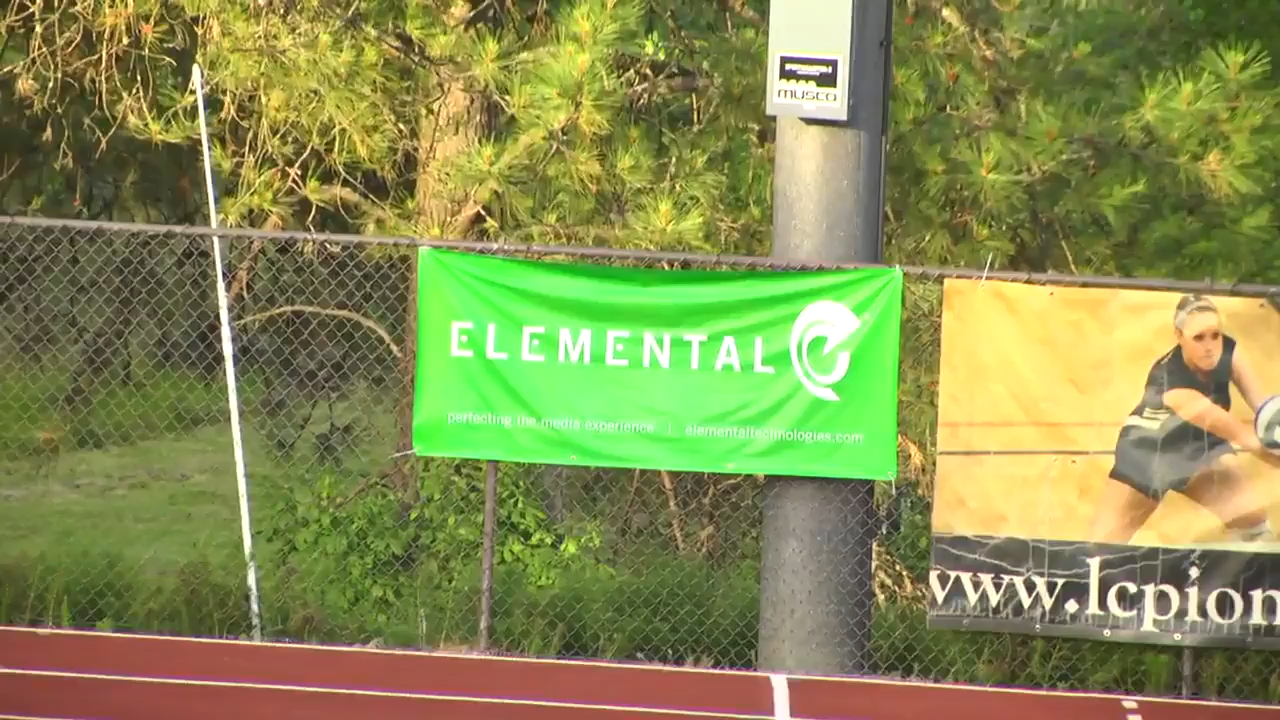 MUSCO
ELEMENTAL
perfecting the media experience | elementaltechnologies.com
www.lcpion